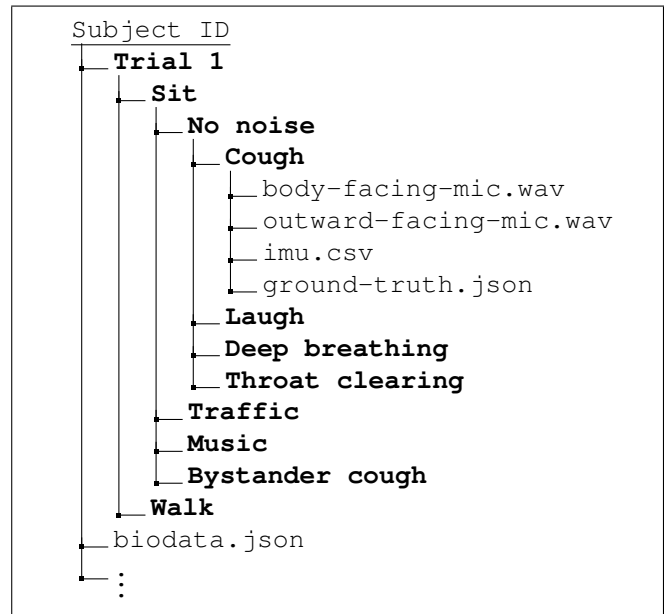 Subject ID
Trial 1
Sit
No noise
Cough
body-facing-mic.wav
outward-facing-mic.wav
imu.csv
ground-truth.json
Laugh
Deep breathing
Throat clearing
Traffic
Music
Bystander cough
Walk
biodata.json
⋮